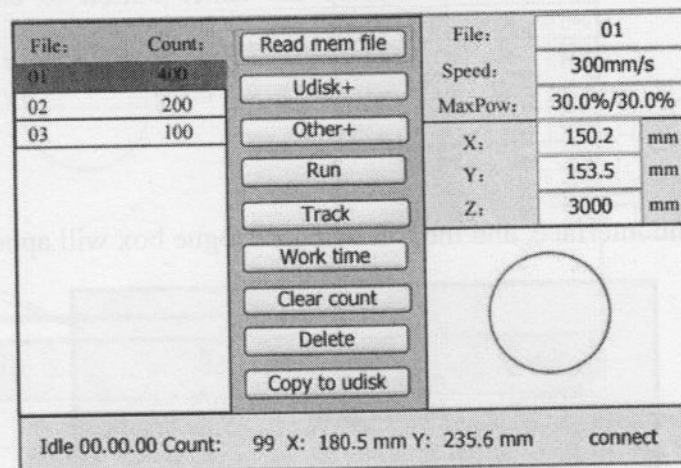 File: Count:
01 400
02 200
03 100
Read mem file
Udisk+
Other+
Run
Track
Work time
Clear count
Delete
Copy to udisk
File: 01
Speed: 300mm/s
MaxPow: 30.0%/30.0%
X: 150.2 mm
Y: 153.5 mm
Z: 3000 mm
Idle 00.00.00 Count: 99 X: 180.5 mm Y: 235.6 mm connect